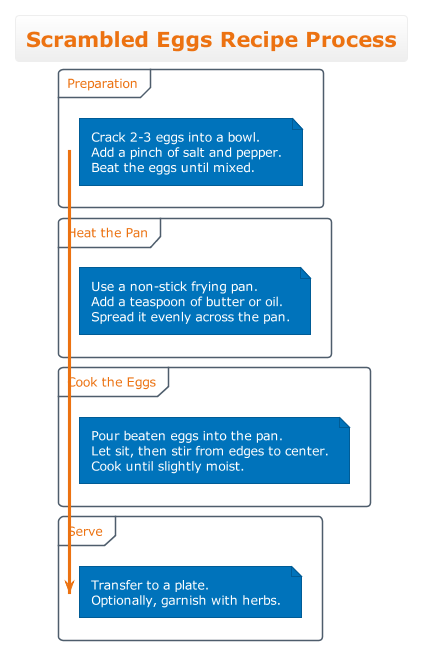 Scrambled Eggs Recipe Process
Preparation
Crack 2-3 eggs into a bowl.
Add a pinch of salt and pepper.
Beat the eggs until mixed.
Heat the Pan
Use a non-stick frying pan.
Add a teaspoon of butter or oil.
Spread it evenly across the pan.
Cook the Eggs
Pour beaten eggs into the pan.
Let sit, then stir from edges to center.
Cook until slightly moist.
Serve
Transfer to a plate.
Optionally, garnish with herbs.